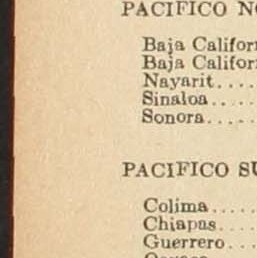 PACIFICO NO
Baja Califor
Baja Califor
Nayarit....
Sinaloa.....
Sonora.....
PACIFICO SU
Colima.....
Chiapas....
Guerrero...